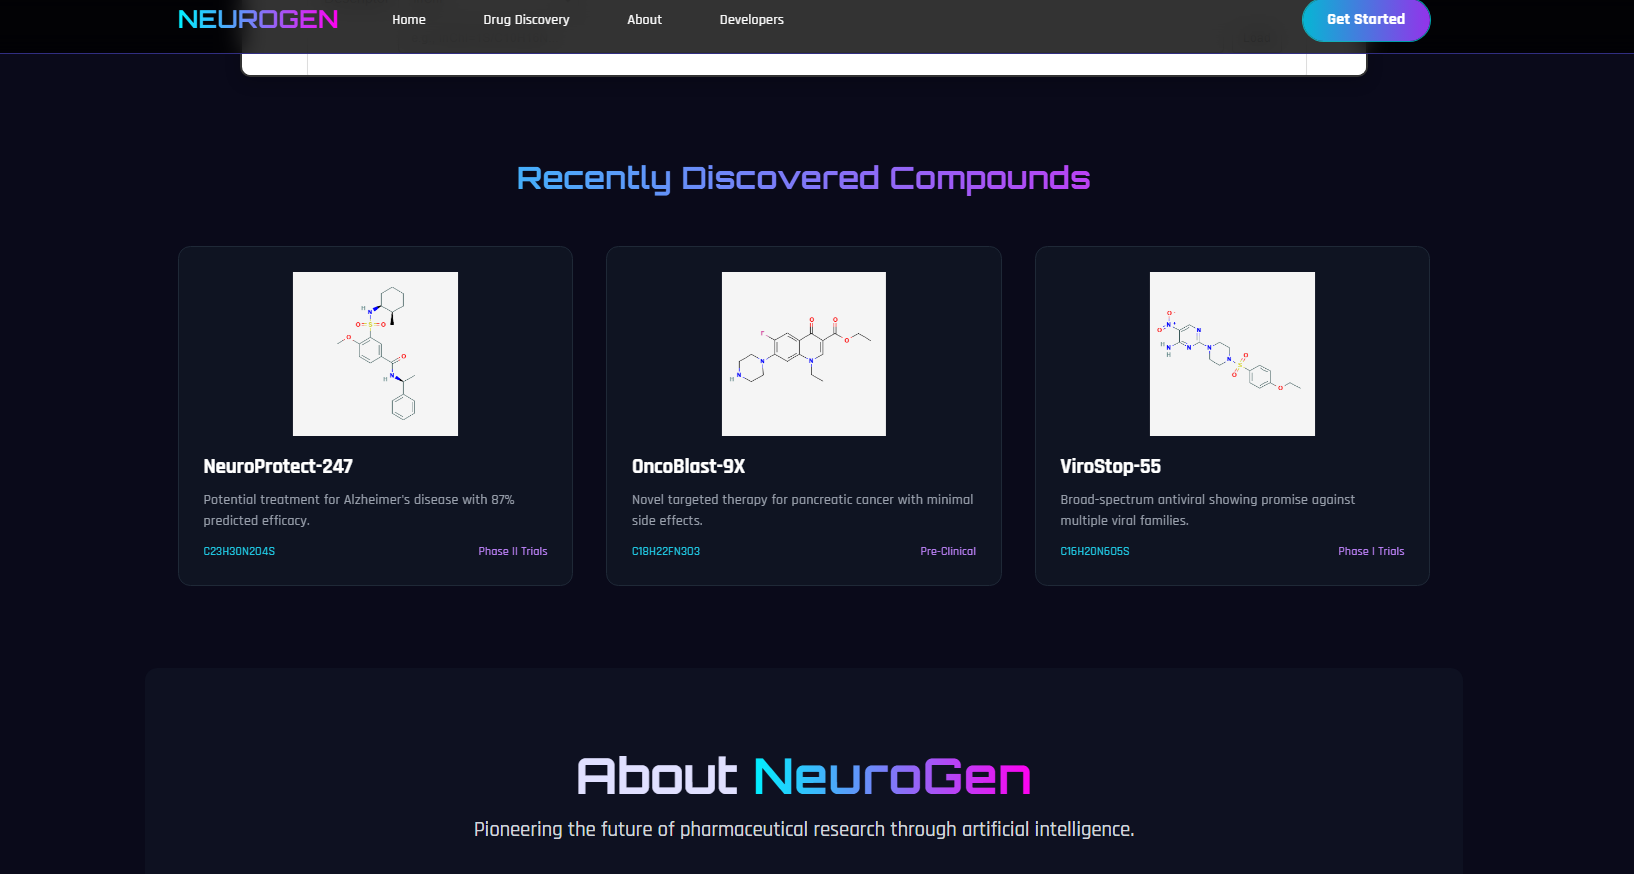 NEUROGEN
Home
Drug Discovery
About
Developers
Get Started
Recently Discovered Compounds
NeuroProtect-247
Potential treatment for Alzheimer's disease with 87%
predicted efficacy.
C23H30N2O4S
Phase II Trials
OncoBlast-9X
Novel targeted therapy for pancreatic cancer with minimal
side effects.
C18H22FN3O3
Pre-Clinical
ViroStop-55
Broad-spectrum antiviral showing promise against
multiple viral families.
C16H20N6O5S
Phase I Trials
About NeuroGen
Pioneering the future of pharmaceutical research through artificial intelligence.